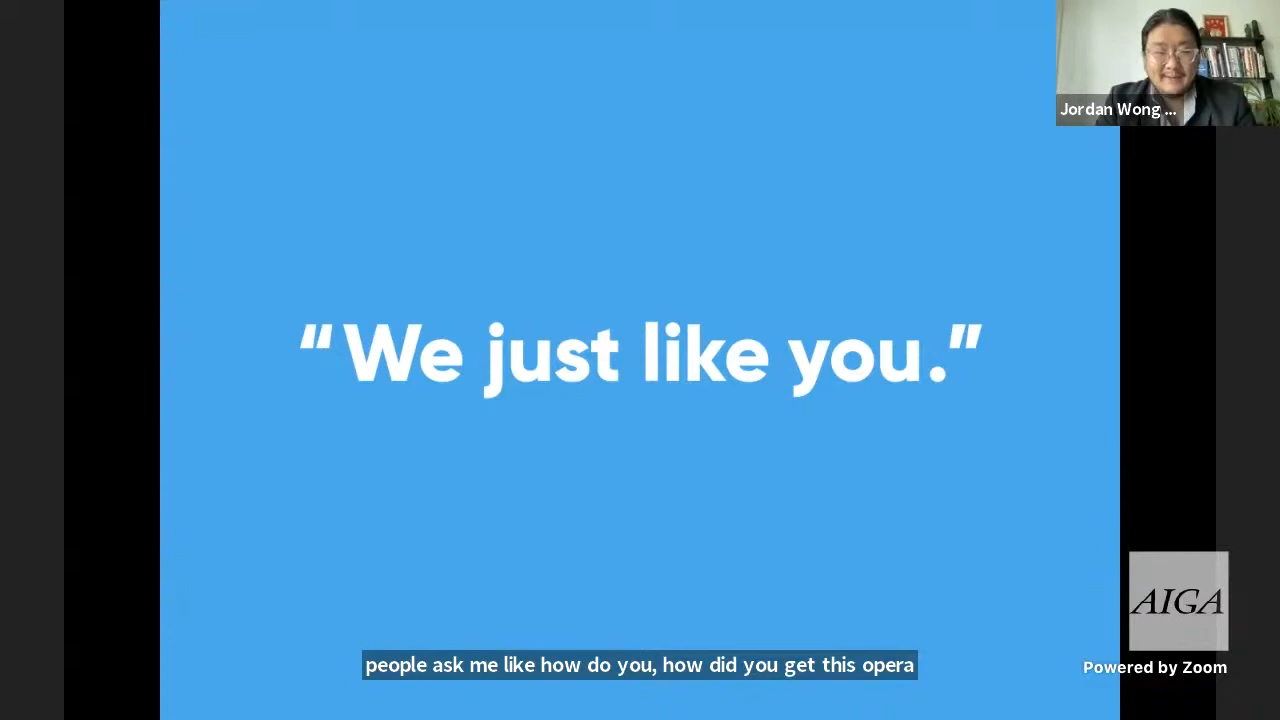 Jordan Wong ...
“We just like you.”
AIGA
people ask me like how do you, how did you get this opera
Powered by Zoom